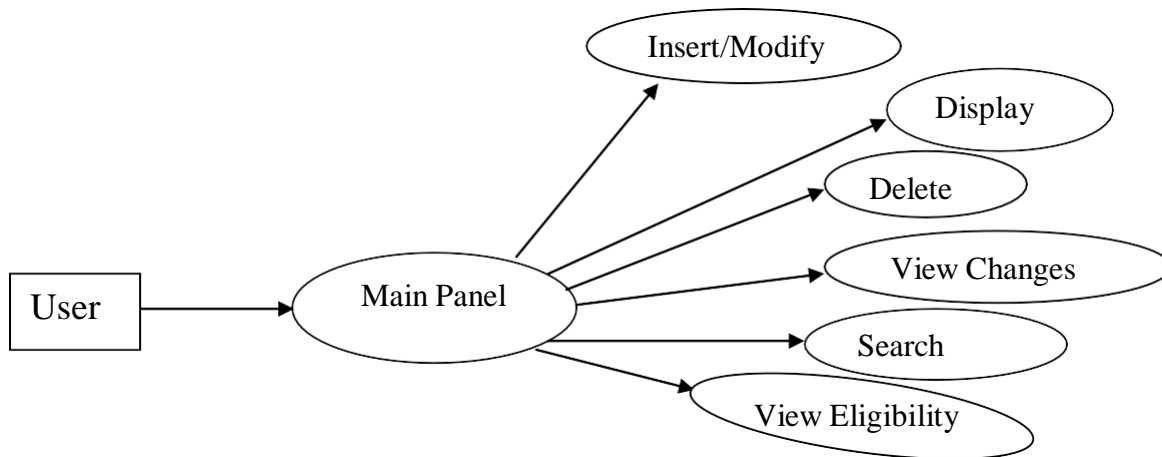 Insert/Modify
Display
Delete
View Changes
User
Main Panel
Search
View Eligibility